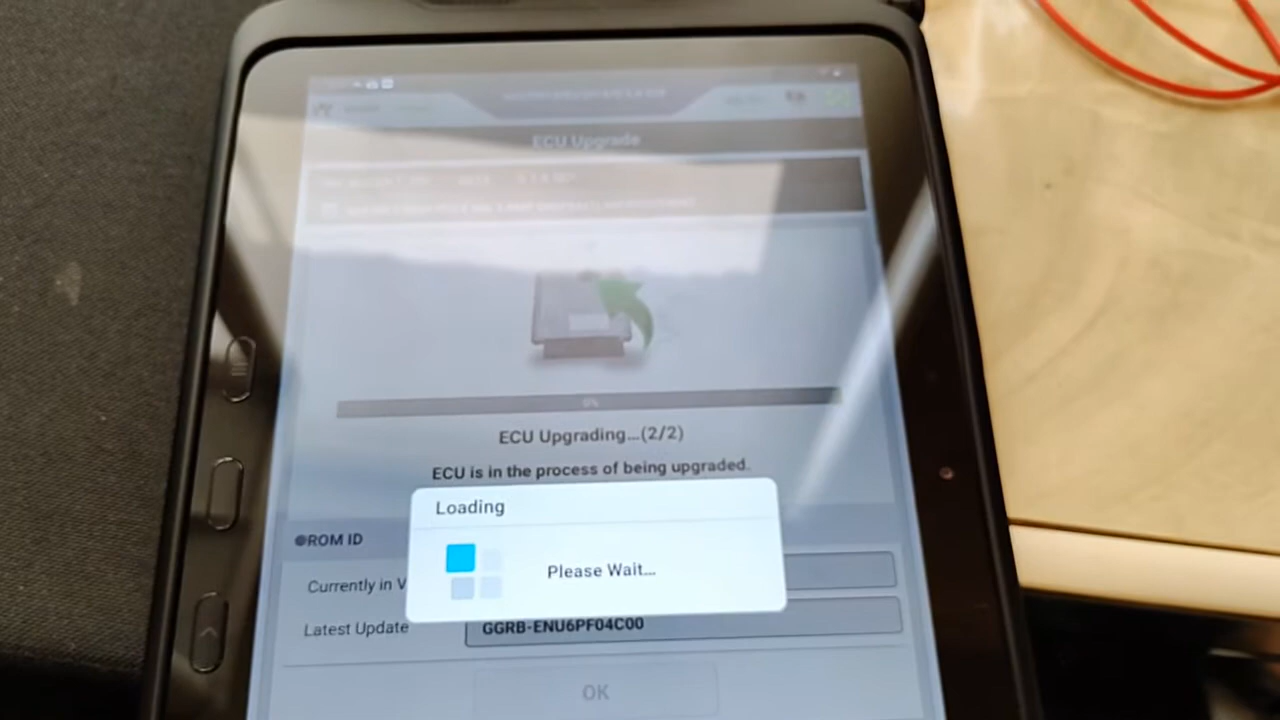 ECU Upgrade
0%
ECU Upgrading...(2/2)
ECU is in the process of being upgraded.
Loading
Please Wait...
@ROM ID
Currently in V
Latest Update GGRB-ENU6PF04C00
OK